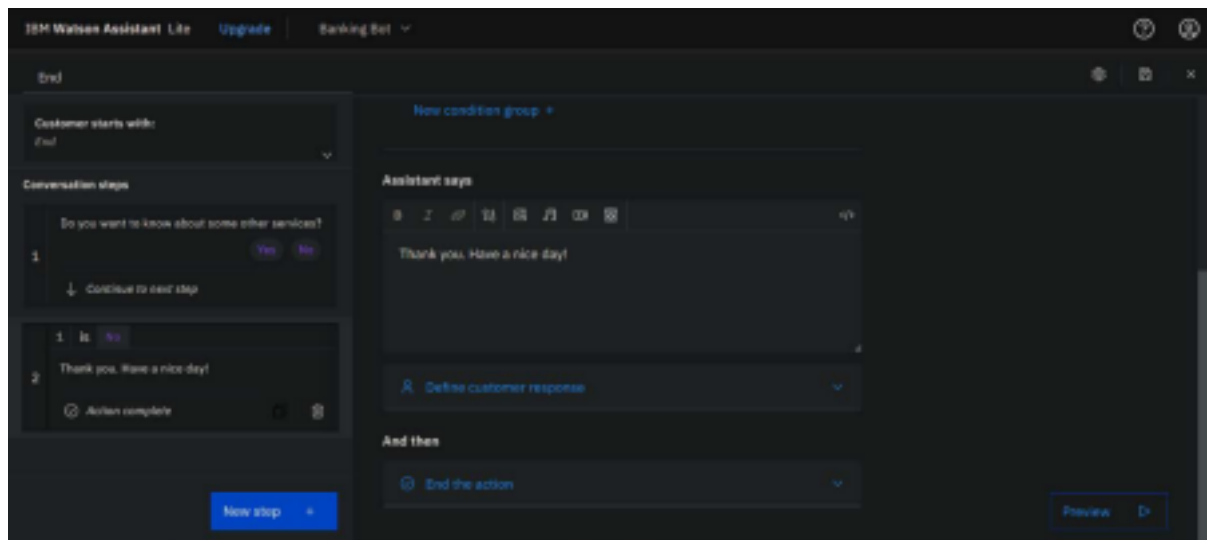 IBM Watson Assistant Lite Upgrade Banking Bot
End
Customer starts with:
End
Conversation steps
1
Do you want to know about some other services?
Yes No
Continue to next step
2
1 is No
Thank you. Have a nice day!
Action complete
New step +
New condition group +
Assistant says
B I </>
Thank you. Have a nice day!
Define customer response
And then
End the action
Preview